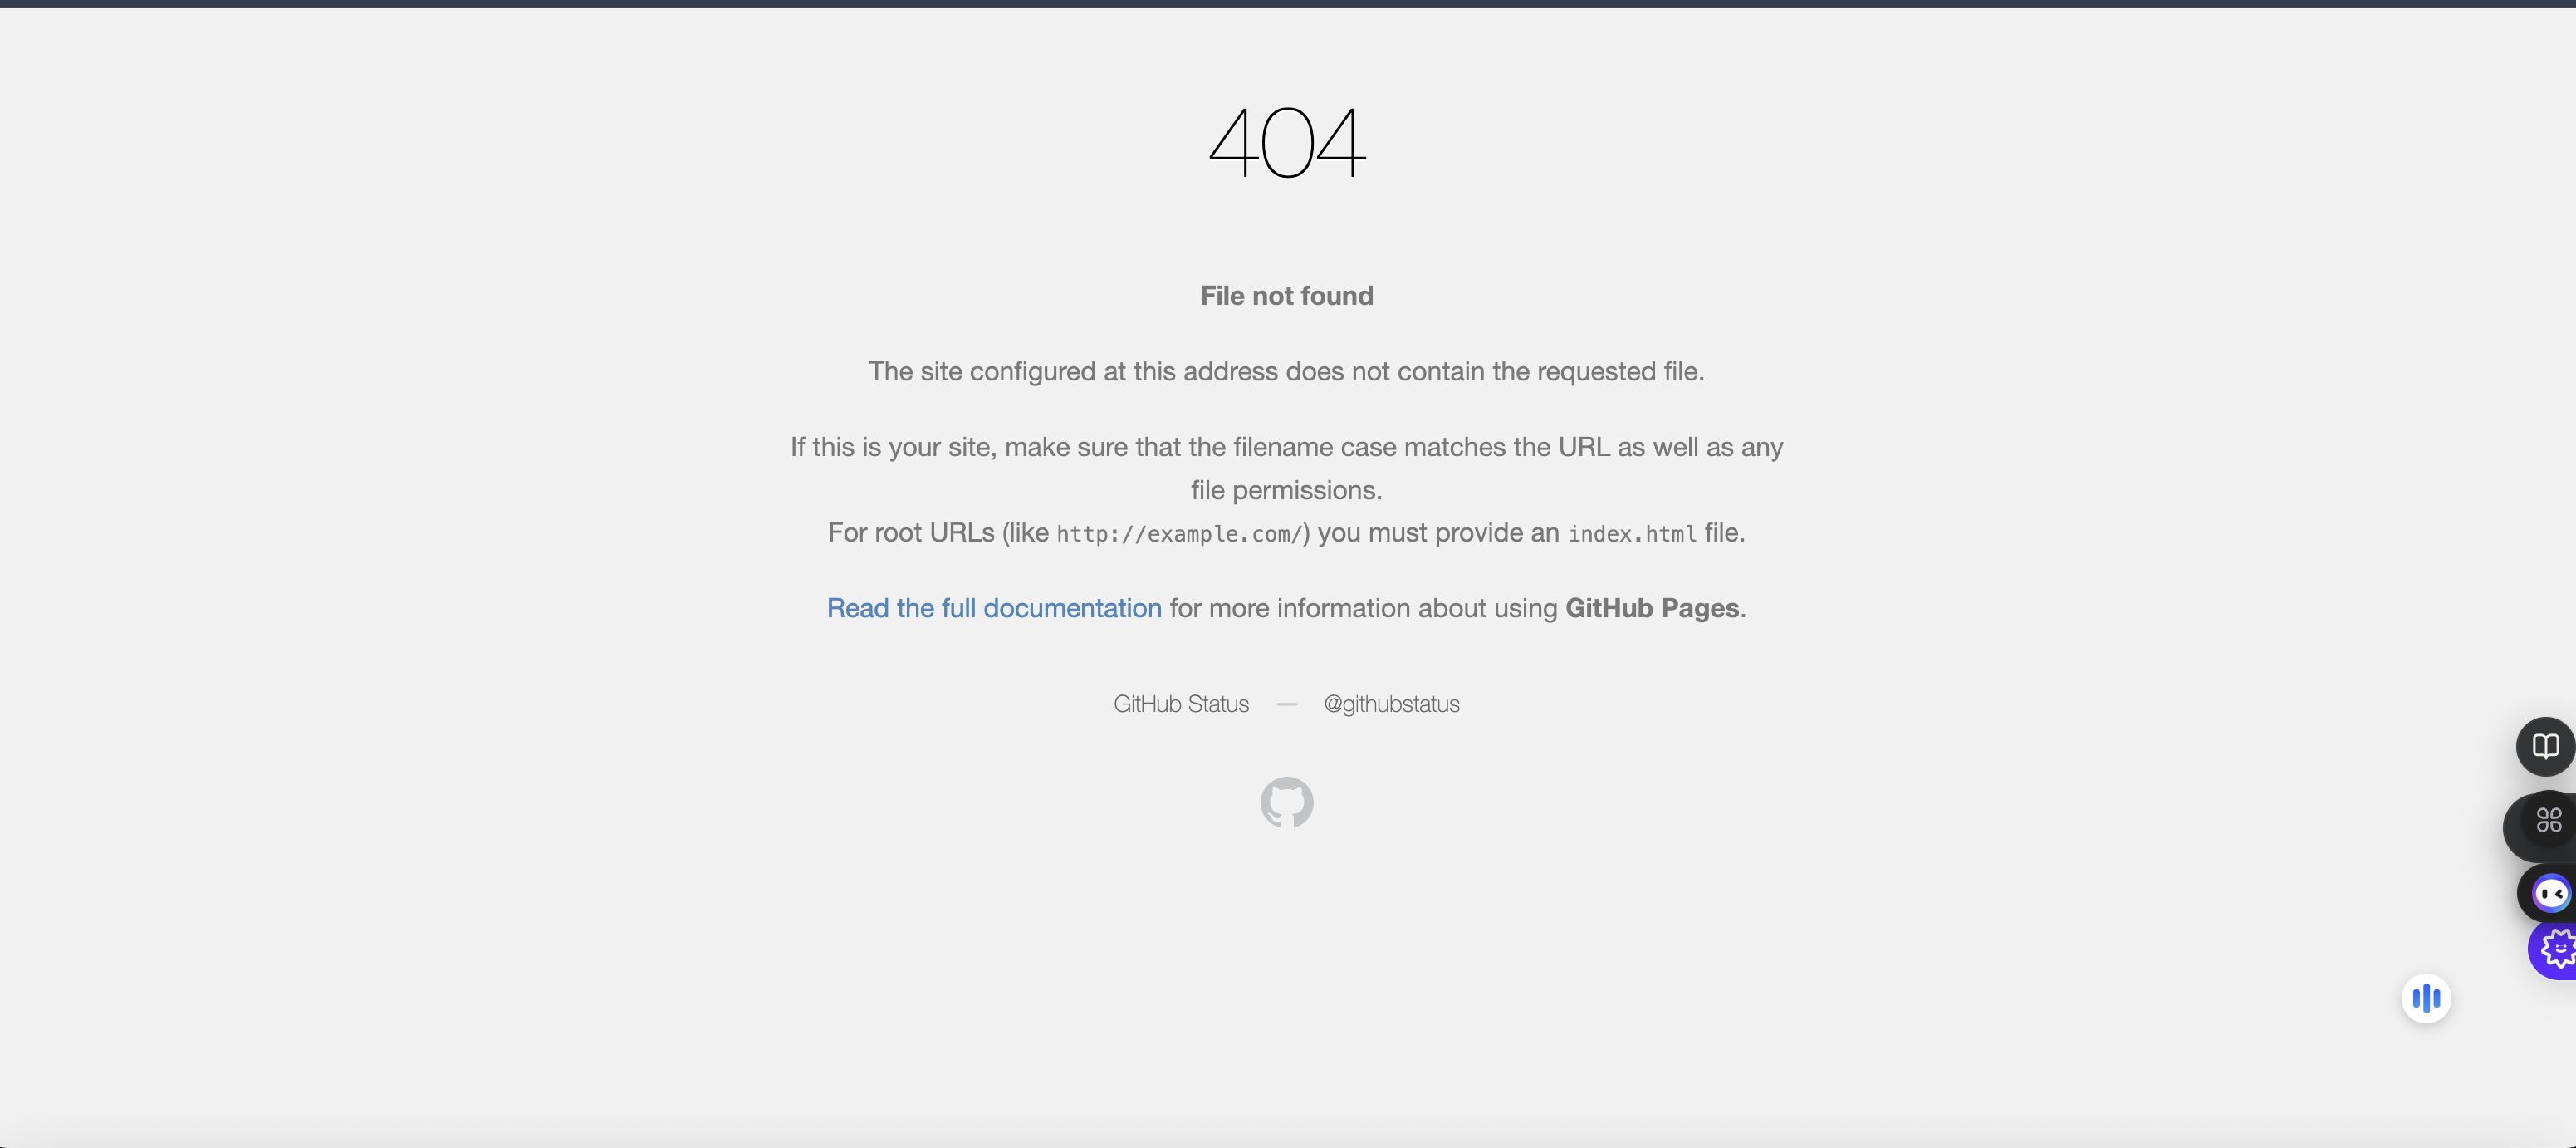 404
File not found
The site configured at this address does not contain the requested file.
If this is your site, make sure that the filename case matches the URL as well as any
file permissions.
For root URLs (like http://example.com/) you must provide an index.html file.
Read the full documentation for more information about using GitHub Pages.
GitHub Status — @githubstatus